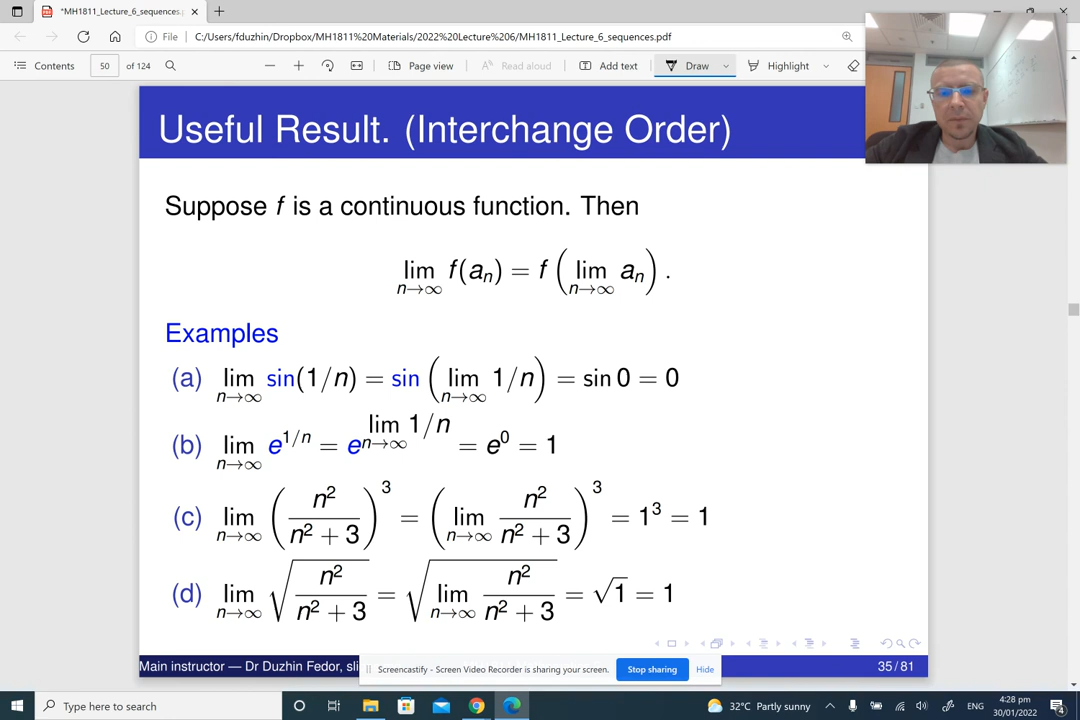 *MH1811_Lecture_6_sequences.
File C:/Users/fduzhin/Dropbox/MH1811%20Materials/2022%20Lecture%206/MH1811_Lecture_6_sequences.pdf
Contents 50 of 124 Page view Read aloud Add text Draw Highlight
Useful Result. (Interchange Order)
Suppose f is a continuous function. Then
lim n→∞ f(aₙ) = f (lim n→∞ aₙ).
Examples
(a) lim n→∞ sin(1/n) = sin (lim n→∞ 1/n) = sin 0 = 0
(b) lim n→∞ e^{1/n} = e^{lim n→∞ 1/n} = e⁰ = 1
(c) lim n→∞ (n²/(n² + 3))³ = (lim n→∞ n²/(n² + 3))³ = 1³ = 1
(d) lim n→∞ √(n²/(n² + 3)) = √(lim n→∞ n²/(n² + 3)) = √1 = 1
Main instructor — Dr Duzhin Fedor, sli 35/81
Screencastify - Screen Video Recorder is sharing your screen. Stop sharing Hide
Type here to search 32°C Partly sunny ENG 4:28 pm
30/01/2022 4